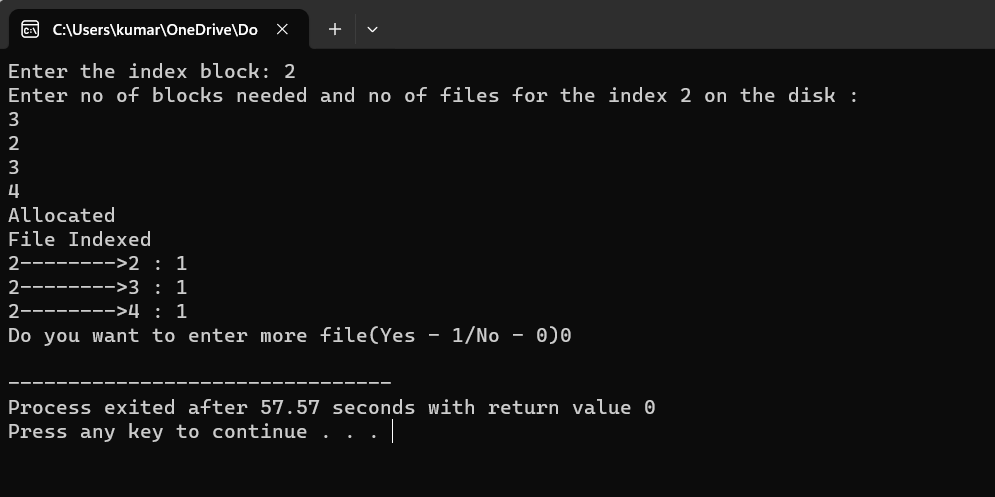 C:\Users\kumar\OneDrive\Do
Enter the index block: 2
Enter no of blocks needed and no of files for the index 2 on the disk :
3
2
3
4
Allocated
File Indexed
2-------->2 : 1
2-------->3 : 1
2-------->4 : 1
Do you want to enter more file(Yes - 1/No - 0)0
--------------------------------
Process exited after 57.57 seconds with return value 0
Press any key to continue . . .